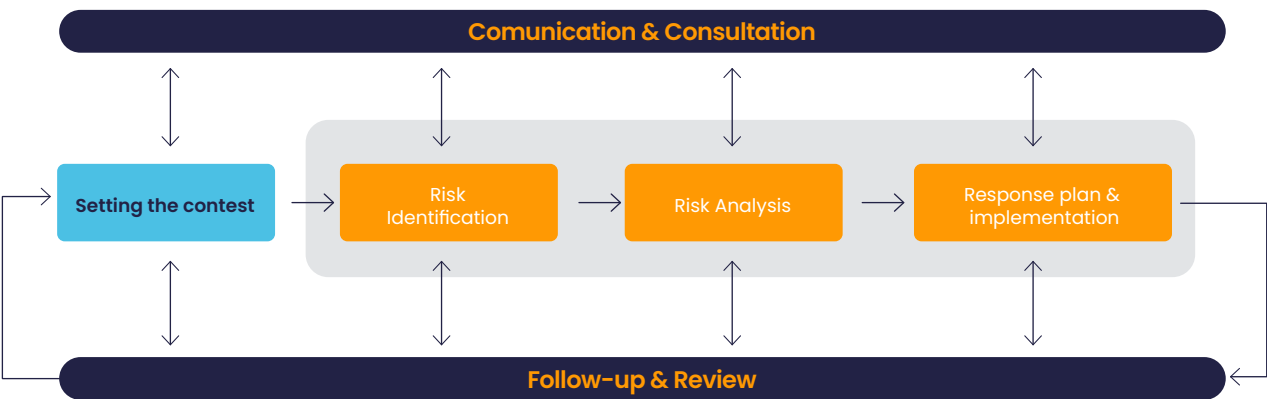 Comunication & Consultation
Setting the contest
Risk
Identification
Risk Analysis
Response plan &
implementation
Follow-up & Review